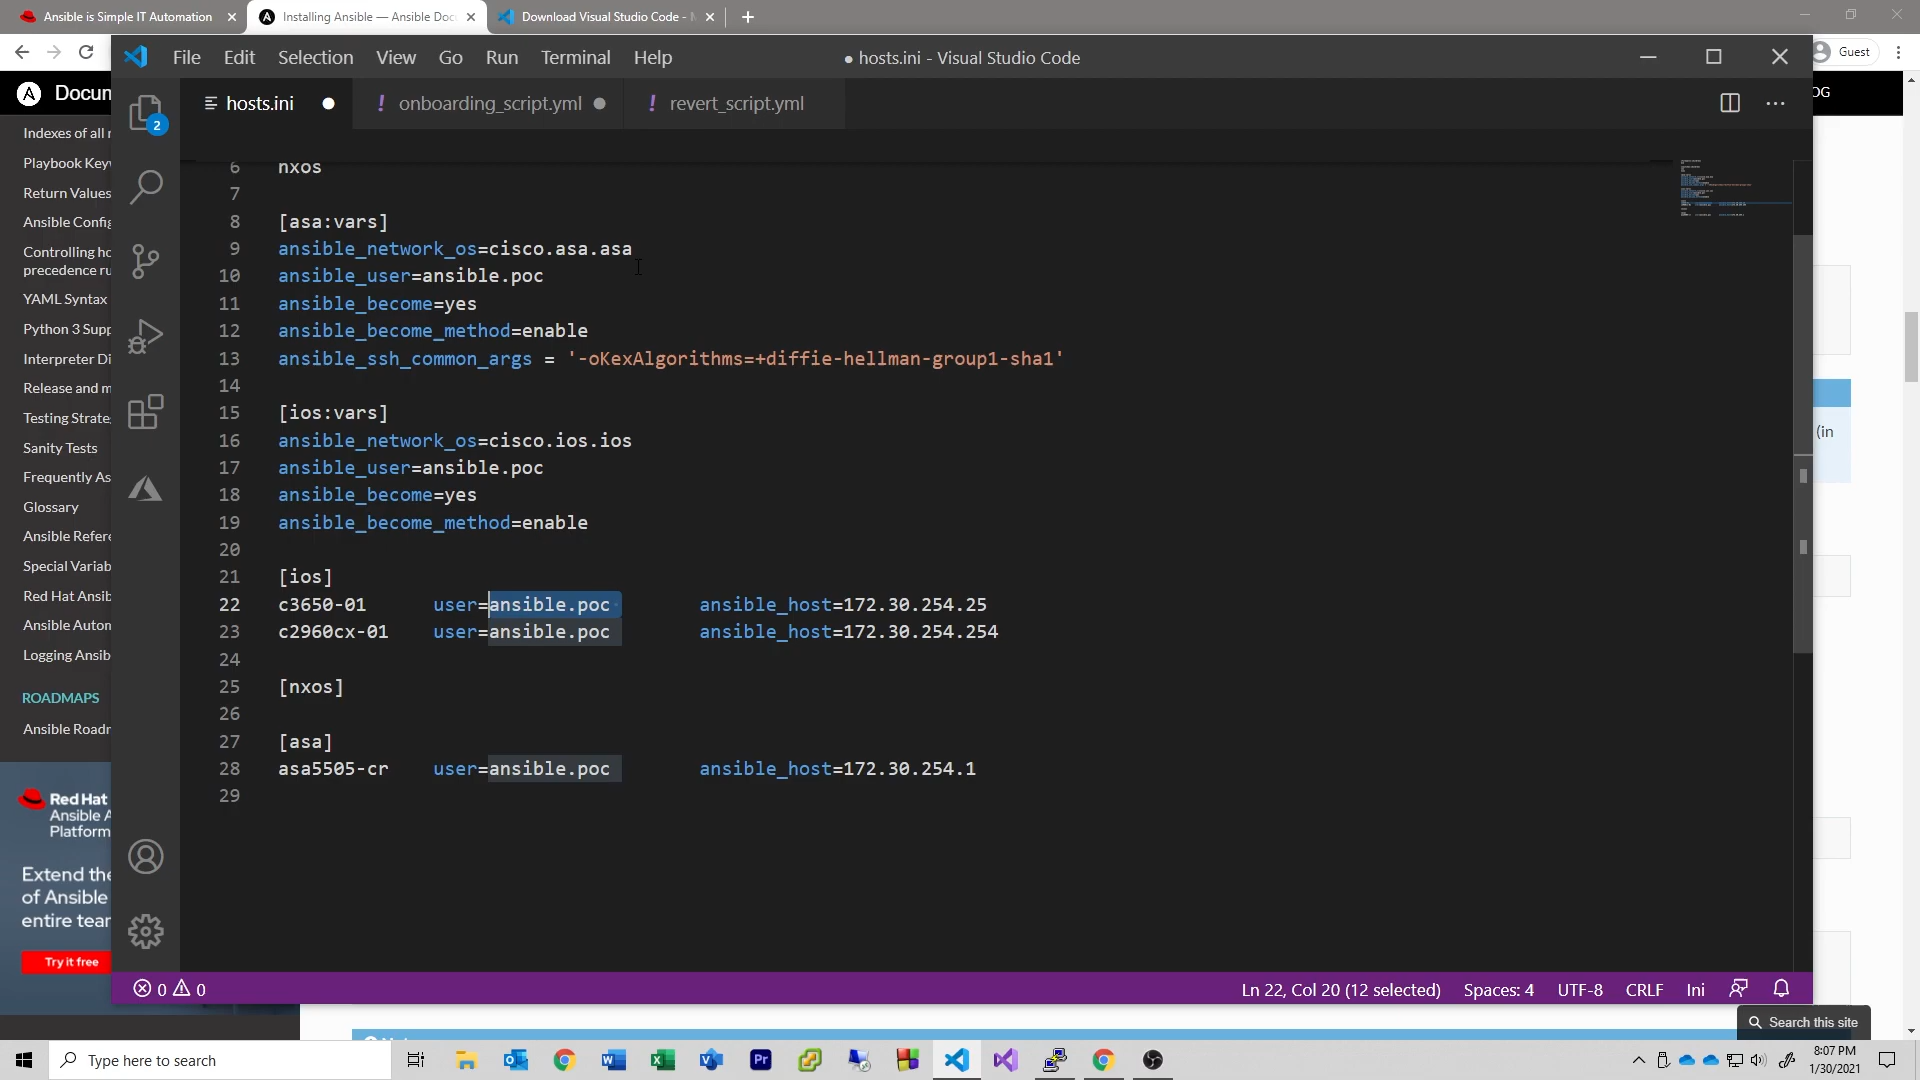 Ansible is Simple IT Automation
Installing Ansible — Ansible Doc
Download Visual Studio Code -
Guest
File Edit Selection View Go Run Terminal Help
● hosts.ini - Visual Studio Code
hosts.ini
! onboarding_script.yml
! revert_script.yml
Docum
OG
2
Indexes of all
Playbook Key
Return Values
Ansible Config
Controlling ho
precedence ru
YAML Syntax
Python 3 Supp
Interpreter Di
Release and m
Testing Strate
Sanity Tests
Frequently As
Glossary
Ansible Refere
Special Variab
Red Hat Ansib
Ansible Auton
Logging Ansib
ROADMAPS
Ansible Roadr
Red Hat
Ansible A
Platform
Extend the
of Ansible
entire tear
Try it free
(in
6 nxos
7
8 [asa:vars]
9 ansible_network_os=cisco.asa.asa
10 ansible_user=ansible.poc
11 ansible_become=yes
12 ansible_become_method=enable
13 ansible_ssh_common_args = '-oKexAlgorithms=+diffie-hellman-group1-sha1'
14
15 [ios:vars]
16 ansible_network_os=cisco.ios.ios
17 ansible_user=ansible.poc
18 ansible_become=yes
19 ansible_become_method=enable
20
21 [ios]
22 c3650-01 user=ansible.poc ansible_host=172.30.254.25
23 c2960cx-01 user=ansible.poc ansible_host=172.30.254.254
24
25 [nxos]
26
27 [asa]
28 asa5505-cr user=ansible.poc ansible_host=172.30.254.1
29
0 0
Ln 22, Col 20 (12 selected) Spaces: 4 UTF-8 CRLF Ini
Search this site
Type here to search
Pr
8:07 PM
1/30/2021